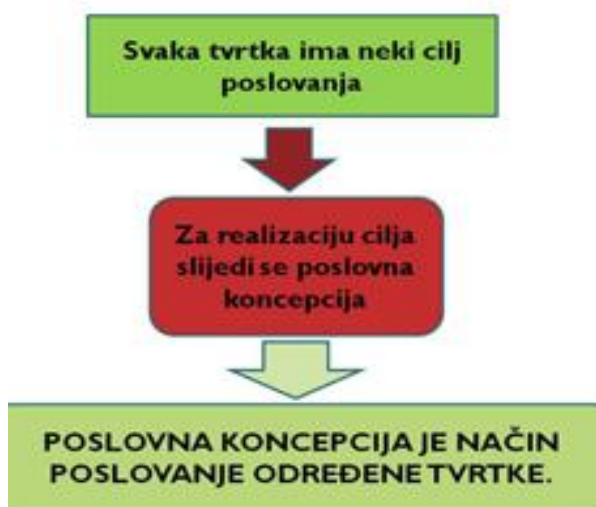 Svaka tvrtka ima neki cilj
poslovanja
Za realizaciju cilja
slijedi se poslovna
koncepcija
POSLOVNA KONCEPCIJA JE NAČIN
POSLOVANJE ODREĐENE TVRTKE.